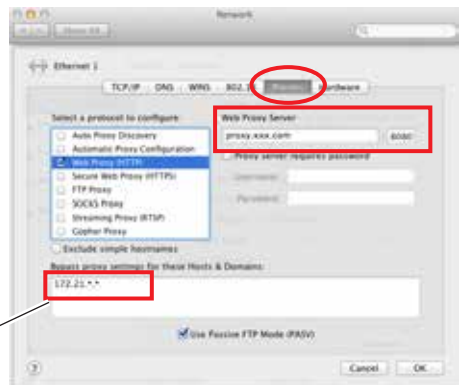 Network
Show All
Ethernet 1
TCP/IP DNS WINS 802.1X Proxies Hardware
Select a protocol to configure:
Web Proxy Server
Auto Proxy Discovery
proxy.xxx.com : 8080
Automatic Proxy Configuration
Proxy server requires password
Web Proxy (HTTP)
Secure Web Proxy (HTTPS)
Username:
FTP Proxy
SOCKS Proxy
Password:
Streaming Proxy (RTSP)
Gopher Proxy
Exclude simple hostnames
Bypass proxy settings for these Hosts & Domains:
172.21.*.*
Use Passive FTP Mode (PASV)
?
Cancel OK